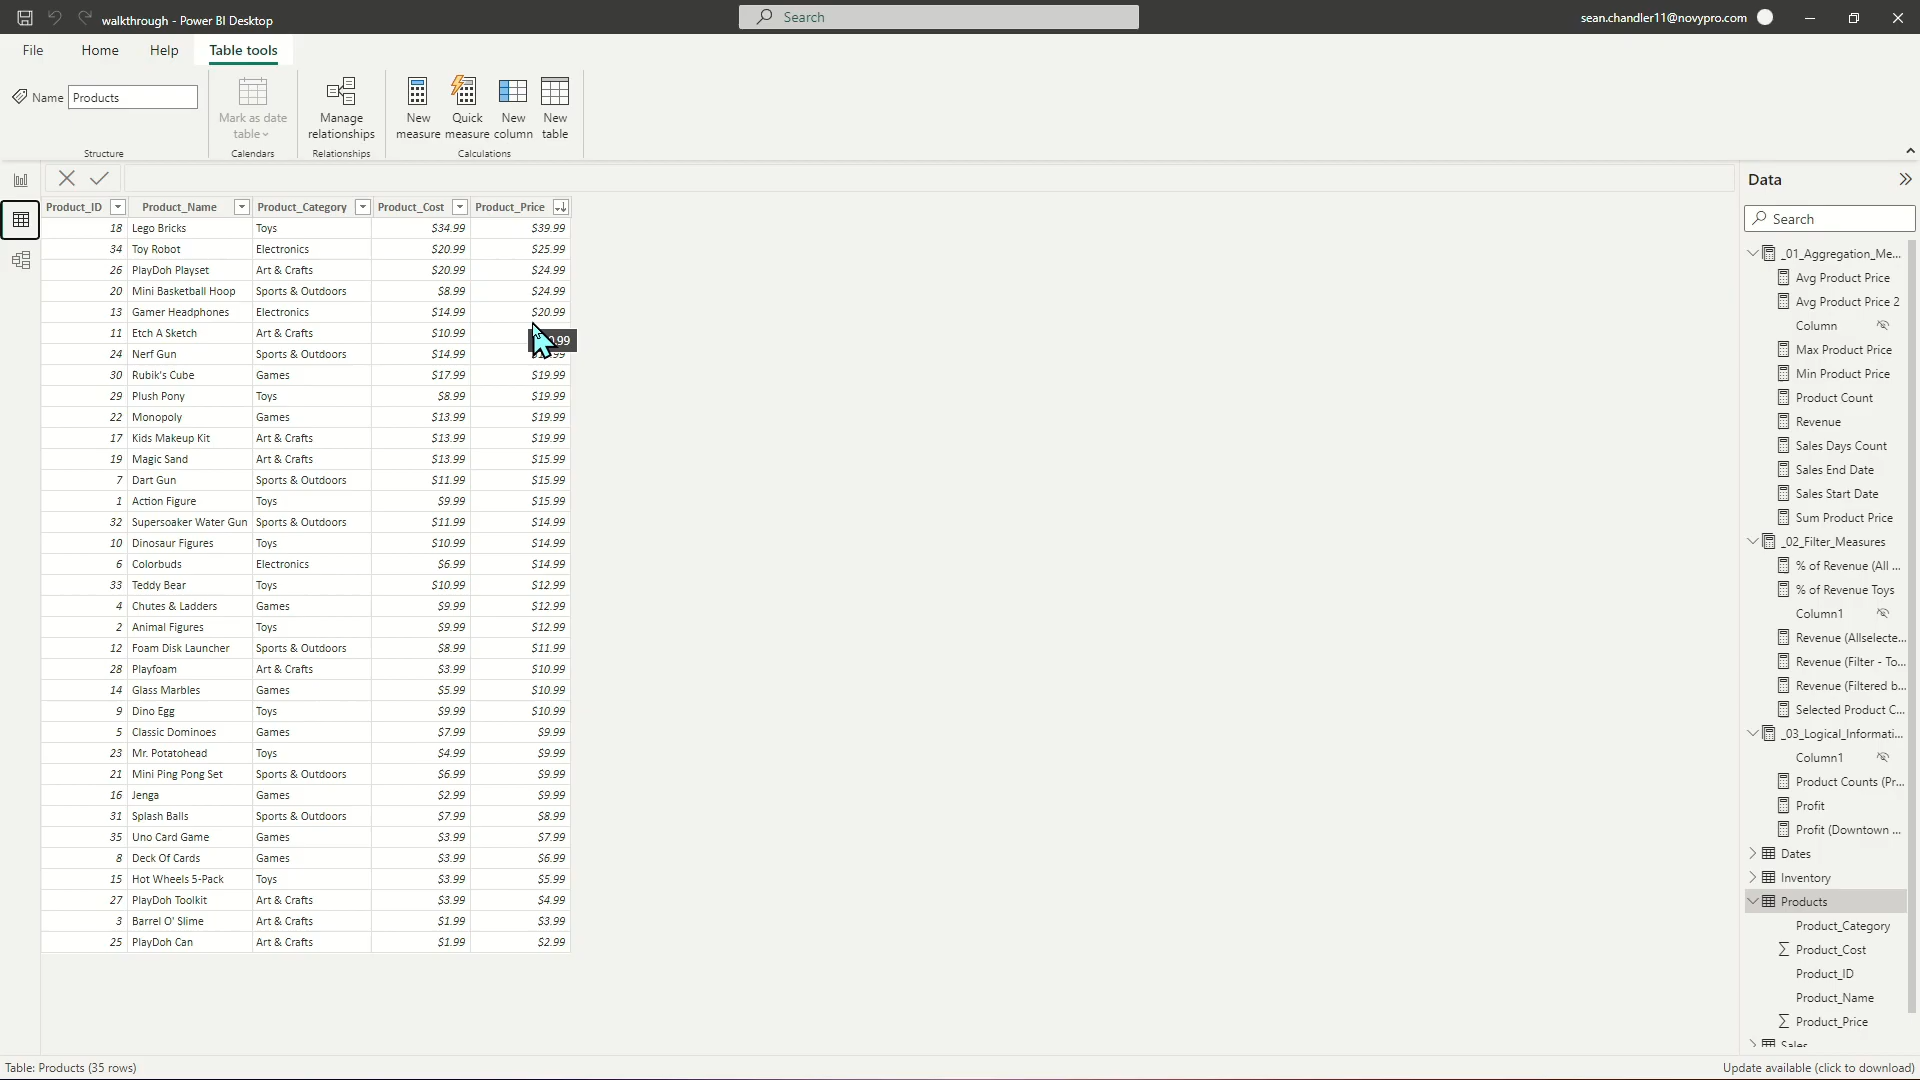 walkthrough - Power BI Desktop
Search
sean.chandler11@novypro.com
File Home Help Table tools
Name Products
Mark as date table
Manage relationships
New measure
Quick measure
New column
New table
Structure Calendars Relationships Calculations
Product_ID Product_Name Product_Category Product_Cost Product_Price
18 Lego Bricks Toys $34.99 $39.99
34 Toy Robot Electronics $20.99 $25.99
26 PlayDoh Playset Art & Crafts $20.99 $24.99
20 Mini Basketball Hoop Sports & Outdoors $8.99 $24.99
13 Gamer Headphones Electronics $14.99 $20.99
11 Etch A Sketch Art & Crafts $10.99
24 Nerf Gun Sports & Outdoors $14.99
30 Rubik's Cube Games $17.99 $19.99
29 Plush Pony Toys $8.99 $19.99
22 Monopoly Games $13.99 $19.99
17 Kids Makeup Kit Art & Crafts $13.99 $19.99
19 Magic Sand Art & Crafts $13.99 $15.99
7 Dart Gun Sports & Outdoors $11.99 $15.99
1 Action Figure Toys $9.99 $15.99
32 Supersoaker Water Gun Sports & Outdoors $11.99 $14.99
10 Dinosaur Figures Toys $10.99 $14.99
6 Colorbuds Electronics $6.99 $14.99
33 Teddy Bear Toys $10.99 $12.99
4 Chutes & Ladders Games $9.99 $12.99
2 Animal Figures Toys $9.99 $12.99
12 Foam Disk Launcher Sports & Outdoors $8.99 $11.99
28 Playfoam Art & Crafts $3.99 $10.99
14 Glass Marbles Games $5.99 $10.99
9 Dino Egg Toys $9.99 $10.99
5 Classic Dominoes Games $7.99 $9.99
23 Mr. Potatohead Toys $4.99 $9.99
21 Mini Ping Pong Set Sports & Outdoors $6.99 $9.99
16 Jenga Games $2.99 $9.99
31 Splash Balls Sports & Outdoors $7.99 $8.99
35 Uno Card Game Games $3.99 $7.99
8 Deck Of Cards Games $3.99 $6.99
15 Hot Wheels 5-Pack Toys $3.99 $5.99
27 PlayDoh Toolkit Art & Crafts $3.99 $4.99
3 Barrel O' Slime Art & Crafts $1.99 $3.99
25 PlayDoh Can Art & Crafts $1.99 $2.99
Data
Search
_01_Aggregation_Me...
Avg Product Price
Avg Product Price 2
Column
Max Product Price
Min Product Price
Product Count
Revenue
Sales Days Count
Sales End Date
Sales Start Date
Sum Product Price
_02_Filter_Measures
% of Revenue (All ...
% of Revenue Toys
Column1
Revenue (Allselecte...
Revenue (Filter - To...
Revenue (Filtered b...
Selected Product C...
_03_Logical_Informati...
Column1
Product Counts (Pr...
Profit
Profit (Downtown ...
Dates
Inventory
Products
Product_Category
Product_Cost
Product_ID
Product_Name
Product_Price
Sales
Table: Products (35 rows)
Update available (click to download)